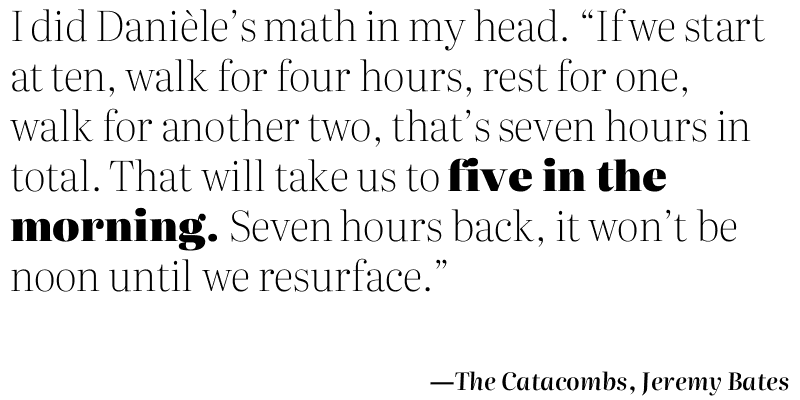 I did Danièle’s math in my head. “If we start
at ten, walk for four hours, rest for one,
walk for another two, that’s seven hours in
total. That will take us to five in the
morning. Seven hours back, it won’t be
noon until we resurface.”
—The Catacombs, Jeremy Bates